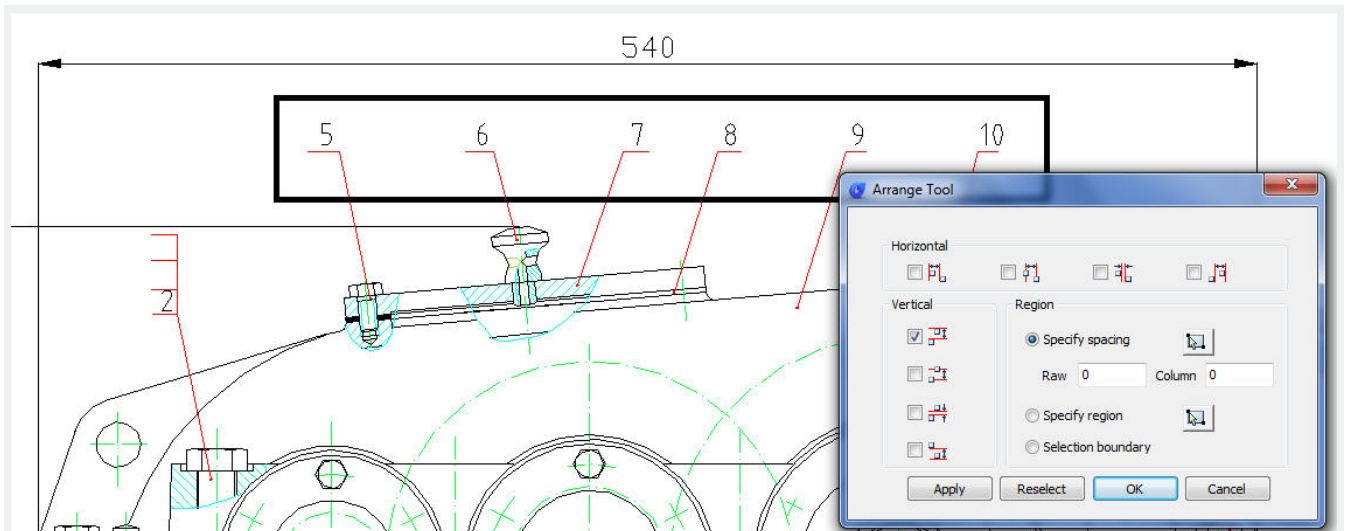 540
5 6 7 8 9 10
Arrange Tool
Horizontal
Vertical
Region
Specify spacing
Raw 0 Column 0
Specify region
Selection boundary
Apply Reselect OK Cancel
2